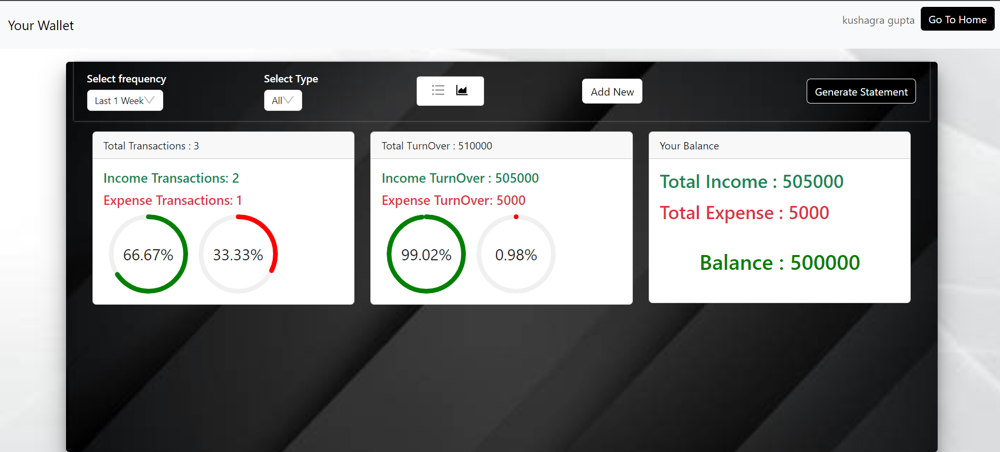 Your Wallet
kushagra gupta
Go To Home
Select frequency
Last 1 Week
Select Type
All
Add New
Generate Statement
Total Transactions : 3
Income Transactions: 2
Expense Transactions: 1
66.67%
33.33%
Total TurnOver : 510000
Income TurnOver : 505000
Expense TurnOver: 5000
99.02%
0.98%
Your Balance
Total Income : 505000
Total Expense : 5000
Balance : 500000